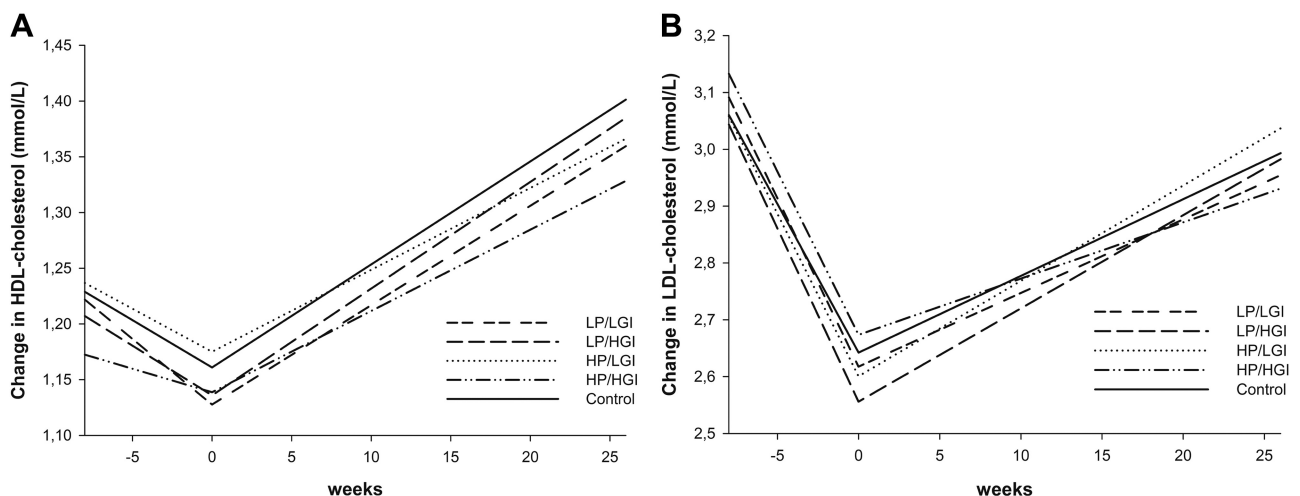 A
Change in HDL-cholesterol (mmol/L)
1,45
1,40
1,35
1,30
1,25
1,20
1,15
1,10
-5 0 5 10 15 20 25
weeks
LP/LGI
LP/HGI
HP/LGI
HP/HGI
Control
B
Change in LDL-cholesterol (mmol/L)
3,2
3,1
3,0
2,9
2,8
2,7
2,6
2,5
-5 0 5 10 15 20 25
weeks
LP/LGI
LP/HGI
HP/LGI
HP/HGI
Control